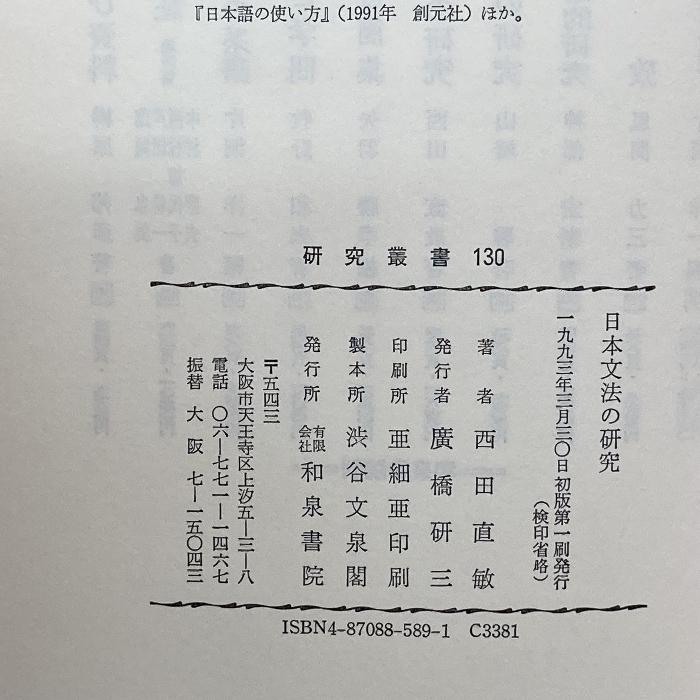 『日本語の使い方』(1991年　創元社)ほか。
研究叢書 130
日本文法の研究
一九九三年三月三〇日初版第一刷発行
(検印省略)
著者 西田直敏
発行者 廣橋研三
印刷所 亜細亜印刷
製本所 渋谷文泉閣
発行所 有限会社 和泉書院
〒五四三
大阪市天王寺区上汐五―三―八
電話 〇六―七七一―一四六七
振替 大阪 七―一五〇四三
ISBN4-87088-589-1 C3381